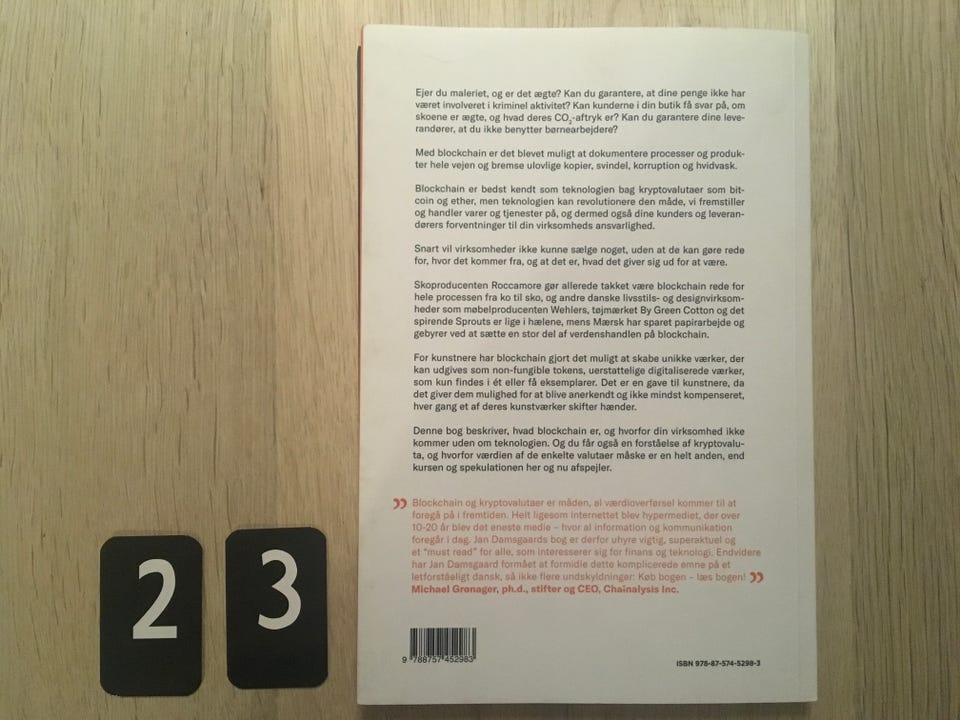 Ejer du maleriet, og er det ægte? Kan du garantere, at dine penge ikke har
været involveret i kriminel aktivitet? Kan kunderne i din butik få svar på, om
skoene er ægte, og hvad deres CO₂-aftryk er? Kan du garantere dine leve-
randører, at du ikke benytter børnearbejdere?
Med blockchain er det blevet muligt at dokumentere processer og produk-
ter hele vejen og bremse ulovlige kopier, svindel, korruption og hvidvask.
Blockchain er bedst kendt som teknologien bag kryptovalutaer som bit-
coin og ether, men teknologien kan revolutionere den måde, vi fremstiller
og handler varer og tjenester på, og dermed også dine kunders og leveran-
dørers forventninger til din virksomheds ansvarlighed.
Snart vil virksomheder ikke kunne sælge noget, uden at de kan gøre rede
for, hvor det kommer fra, og at det er, hvad det giver sig ud for at være.
Skoproducenten Roccamore gør allerede takket være blockchain rede for
hele processen fra ko til sko, og andre danske livsstils- og designvirksom-
heder som møbelproducenten Wehlers, tøjmærket By Green Cotton og det
spirende Sprouts er lige i hælene, mens Mærsk har sparet papirarbejde og
gebyrer ved at sætte en stor del af verdenshandlen på blockchain.
For kunstnere har blockchain gjort det muligt at skabe unikke værker, der
kan udgives som non-fungible tokens, uerstattelige digitaliserede værker,
som kun findes i ét eller få eksemplarer. Det er en gave til kunstnere, da
det giver dem mulighed for at blive anerkendt og ikke mindst kompenseret,
hver gang et af deres kunstværker skifter hænder.
Denne bog beskriver, hvad blockchain er, og hvorfor din virksomhed ikke
kommer uden om teknologien. Og du får også en forståelse af kryptovalu-
ta, og hvorfor værdien af de enkelte valutaer måske er en helt anden, end
kursen og spekulationen her og nu afspejler.
” Blockchain og kryptovalutaer er måden, al værdioverførsel kommer til at
foregå på i fremtiden. Helt ligesom internettet blev hypermediet, der over
10-20 år blev det eneste medie – hvor al information og kommunikation
foregår i dag. Jan Damsgaards bog er derfor uhyre vigtig, superaktuel og
et “must read” for alle, som interesserer sig for finans og teknologi. Endvidere
har Jan Damsgaard formået at formidle dette komplicerede emne på et
letforståeligt dansk, så ikke flere undskyldninger: Køb bogen – læs bogen! ”
Michael Grønager, ph.d., stifter og CEO, Chainalysis Inc.
9 788757 452983
ISBN 978-87-574-5298-3
2 3